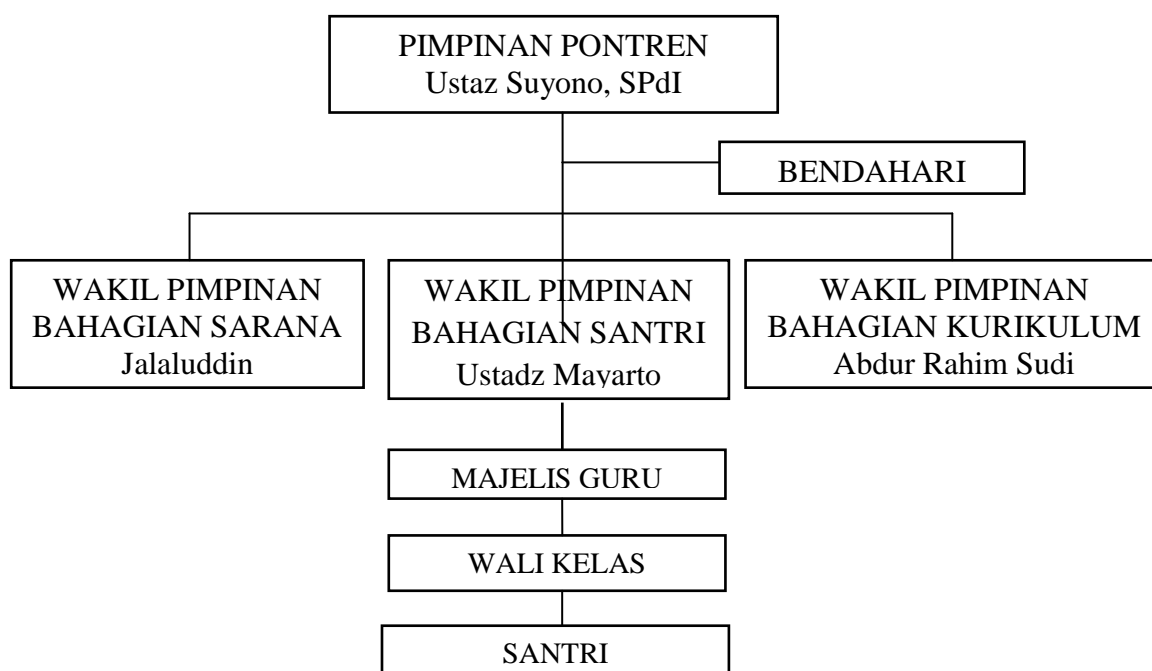 PIMPINAN PONTREN
Ustaz Suyono, SPdI
BENDAHARI
WAKIL PIMPINAN
BAHAGIAN SARANA
Jalaluddin
WAKIL PIMPINAN
BAHAGIAN SANTRI
Ustadz Mayarto
WAKIL PIMPINAN
BAHAGIAN KURIKULUM
Abdur Rahim Sudi
MAJELIS GURU
WALI KELAS
SANTRI